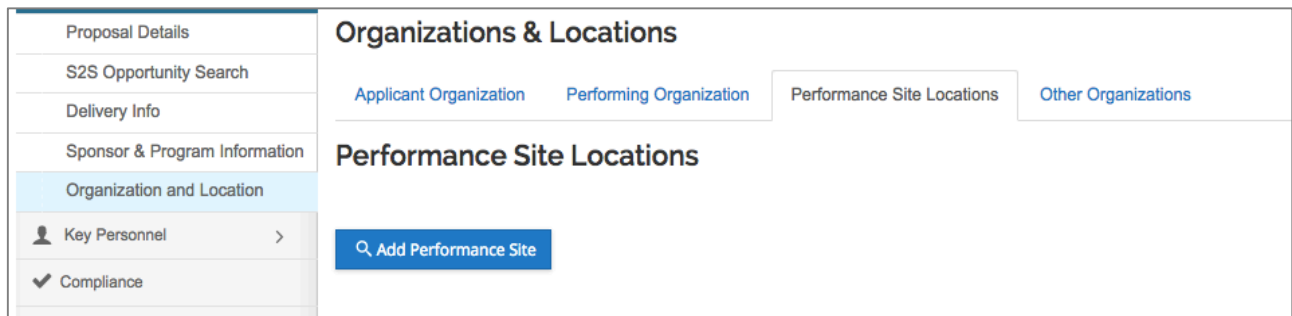 Proposal Details
S2S Opportunity Search
Delivery Info
Sponsor & Program Information
Organization and Location
Key Personnel
Compliance
Organizations & Locations
Applicant Organization Performing Organization Performance Site Locations Other Organizations
Performance Site Locations
Add Performance Site